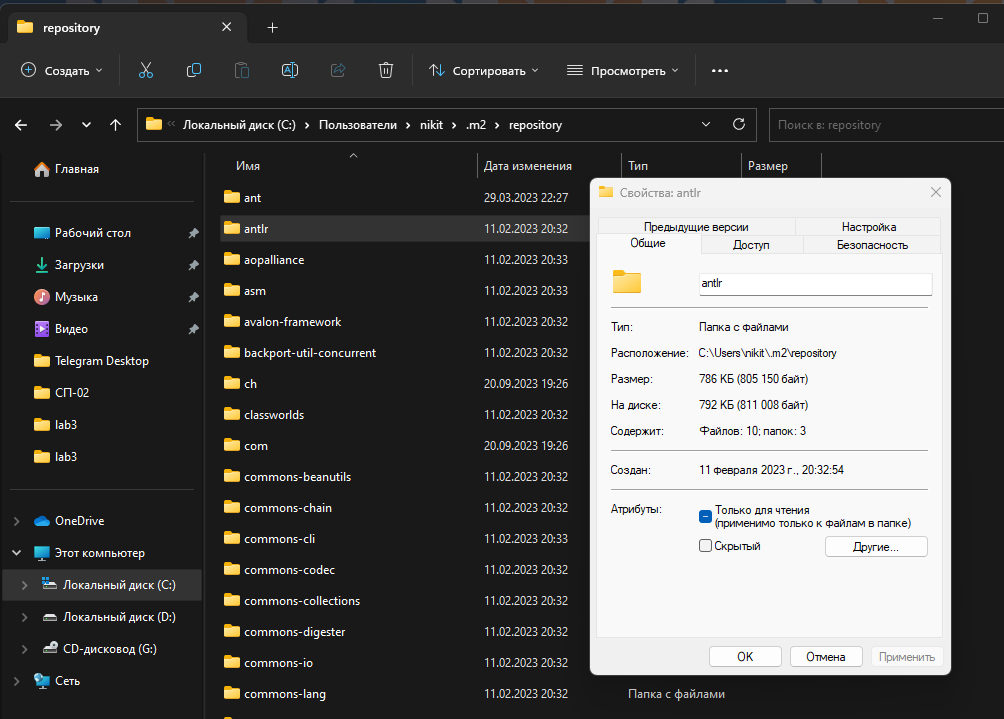 repository
Создать
Сортировать
Просмотреть
Локальный диск (C:) > Пользователи > nikit > .m2 > repository
Поиск в: repository
Главная
Рабочий стол
Загрузки
Музыка
Видео
Telegram Desktop
СП-02
lab3
lab3
OneDrive
Этот компьютер
Локальный диск (C:)
Локальный диск (D:)
CD-дисковод (G:)
Сеть
Имя Дата изменения Тип Размер
ant 29.03.2023 22:27
antlr 11.02.2023 20:32
aopalliance 11.02.2023 20:33
asm 11.02.2023 20:33
avalon-framework 11.02.2023 20:32
backport-util-concurrent 11.02.2023 20:32
ch 20.09.2023 19:26
classworlds 11.02.2023 20:32
com 20.09.2023 19:26
commons-beanutils 11.02.2023 20:32
commons-chain 11.02.2023 20:32
commons-cli 11.02.2023 20:33
commons-codec 11.02.2023 20:32
commons-collections 11.02.2023 20:32
commons-digester 11.02.2023 20:32
commons-io 11.02.2023 20:32
commons-lang 11.02.2023 20:32 Папка с файлами
Свойства: antlr
Предыдущие версии Настройка
Общие Доступ Безопасность
antlr
Тип: Папка с файлами
Расположение: C:\Users\nikit\.m2\repository
Размер: 786 КБ (805 150 байт)
На диске: 792 КБ (811 008 байт)
Содержит: Файлов: 10; папок: 3
Создан: 11 февраля 2023 г., 20:32:54
Атрибуты: Только для чтения
(применимо только к файлам в папке)
Скрытый Другие...
ОК Отмена Применить